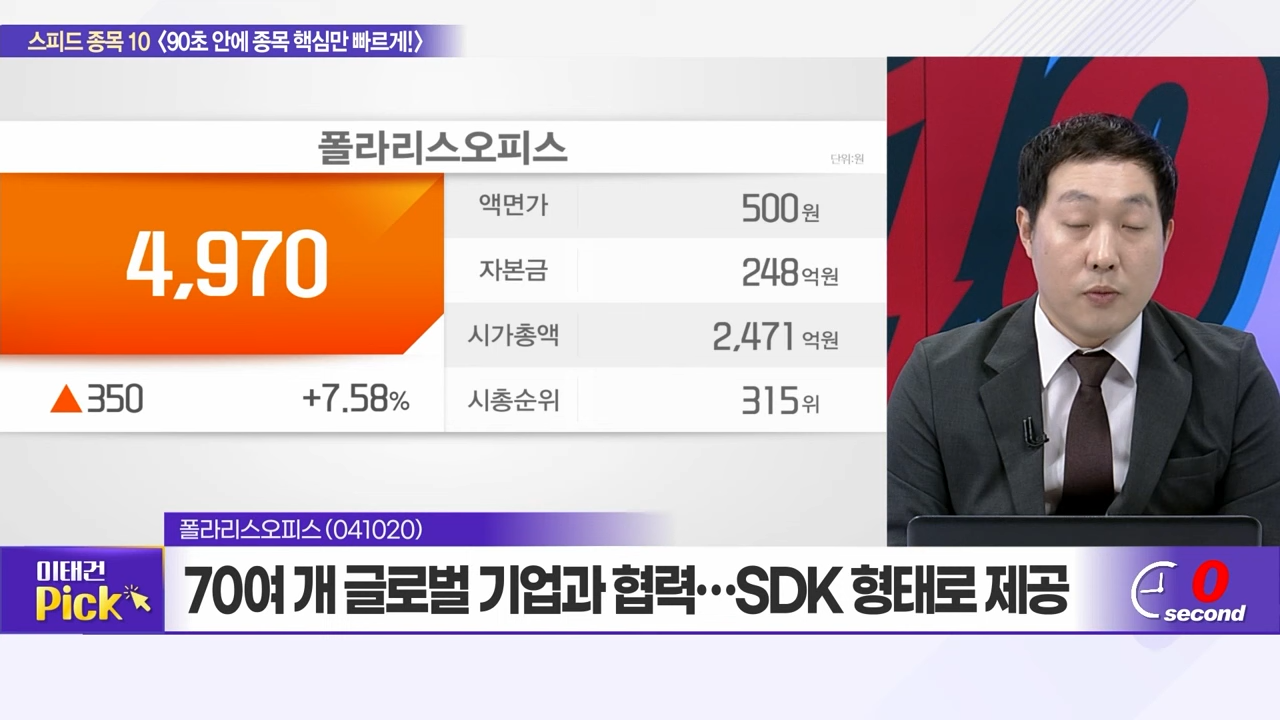 스피드 종목 10 〈90초 안에 종목 핵심만 빠르게!〉
폴라리스오피스
단위:원
4,970
▲350 +7.58%
액면가 500원
자본금 248억원
시가총액 2,471억원
시총순위 315위
10
폴라리스오피스(041020)
이태건
Pick
70여 개 글로벌 기업과 협력…SDK 형태로 제공
0
second